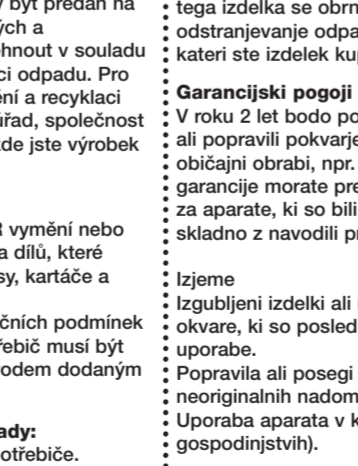 být předán na
ých a
ehnout v souladu
ci odpadu. Pro
ní a recyklaci
úřad, společnost
de jste výrobek
vymění nebo
a dílů, které
sy, kartáče a
čních podmínek
řebič musí být
rodem dodaným
ady:
otřebiče.
tega izdelka se obrn
odstranjevanje odpa
kateri ste izdelek ku
Garancijski pogoji
V roku 2 let bodo po
ali popravili pokvarje
običajni obrabi, npr.
garancije morate pre
za aparate, ki so bili
skladno z navodili pr
Izjeme
Izgubljeni izdelki ali
okvare, ki so posled
uporabe.
Popravila ali posegi
neoriginalnih nadom
Uporaba aparata v k
gospodinjstvih).